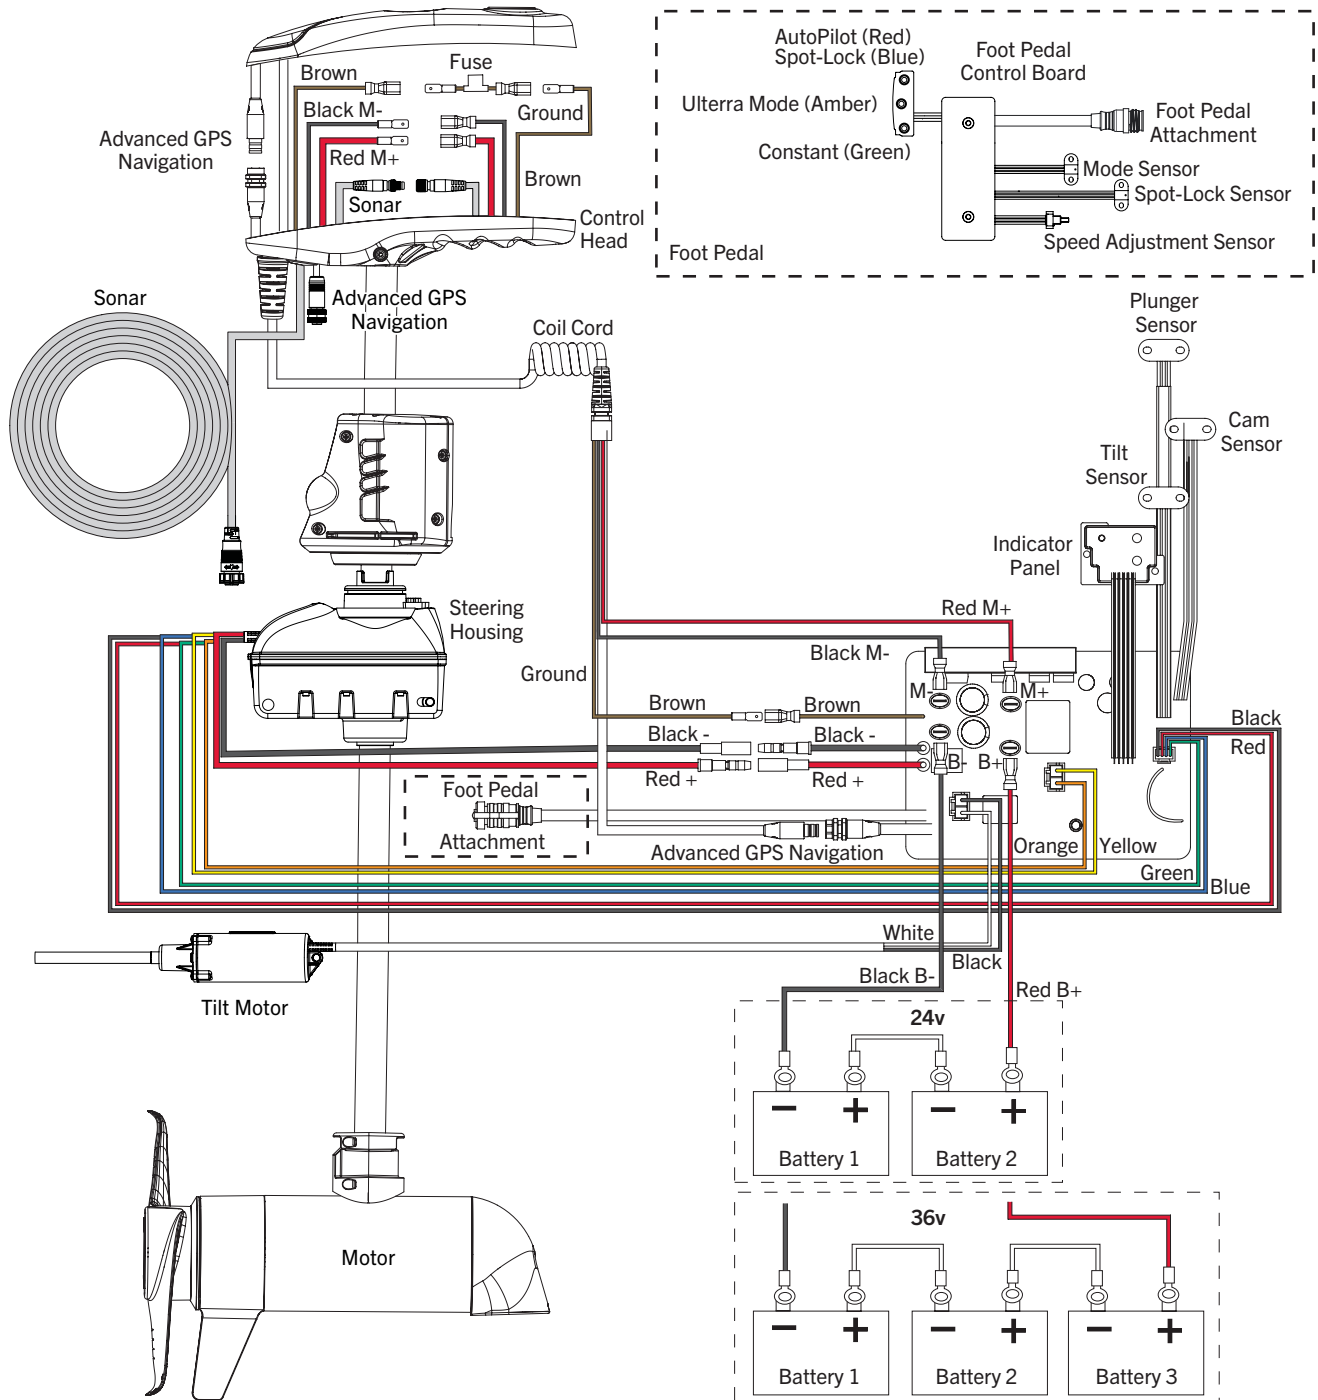 Brown
Fuse
Black M-
Ground
Advanced GPS
Navigation
Red M+
Brown
Sonar
Control
Head
AutoPilot (Red)
Spot-Lock (Blue)
Ulterra Mode (Amber)
Constant (Green)
Foot Pedal
Control Board
Foot Pedal
Attachment
Mode Sensor
Spot-Lock Sensor
Speed Adjustment Sensor
Foot Pedal
Sonar
Advanced GPS
Navigation
Coil Cord
Plunger
Sensor
Cam
Sensor
Tilt
Sensor
Indicator
Panel
Steering
Housing
Red M+
Black M-
Ground
M-
M+
Brown
Brown
Black -
Black -
Red +
Red +
B-
B+
Black
Red
Foot Pedal
Attachment
Advanced GPS Navigation
Orange
Yellow
Green
Blue
White
Black
Black B-
Red B+
Tilt Motor
24v
− + − +
Battery 1
Battery 2
36v
− + − + − +
Battery 1
Battery 2
Battery 3
Motor